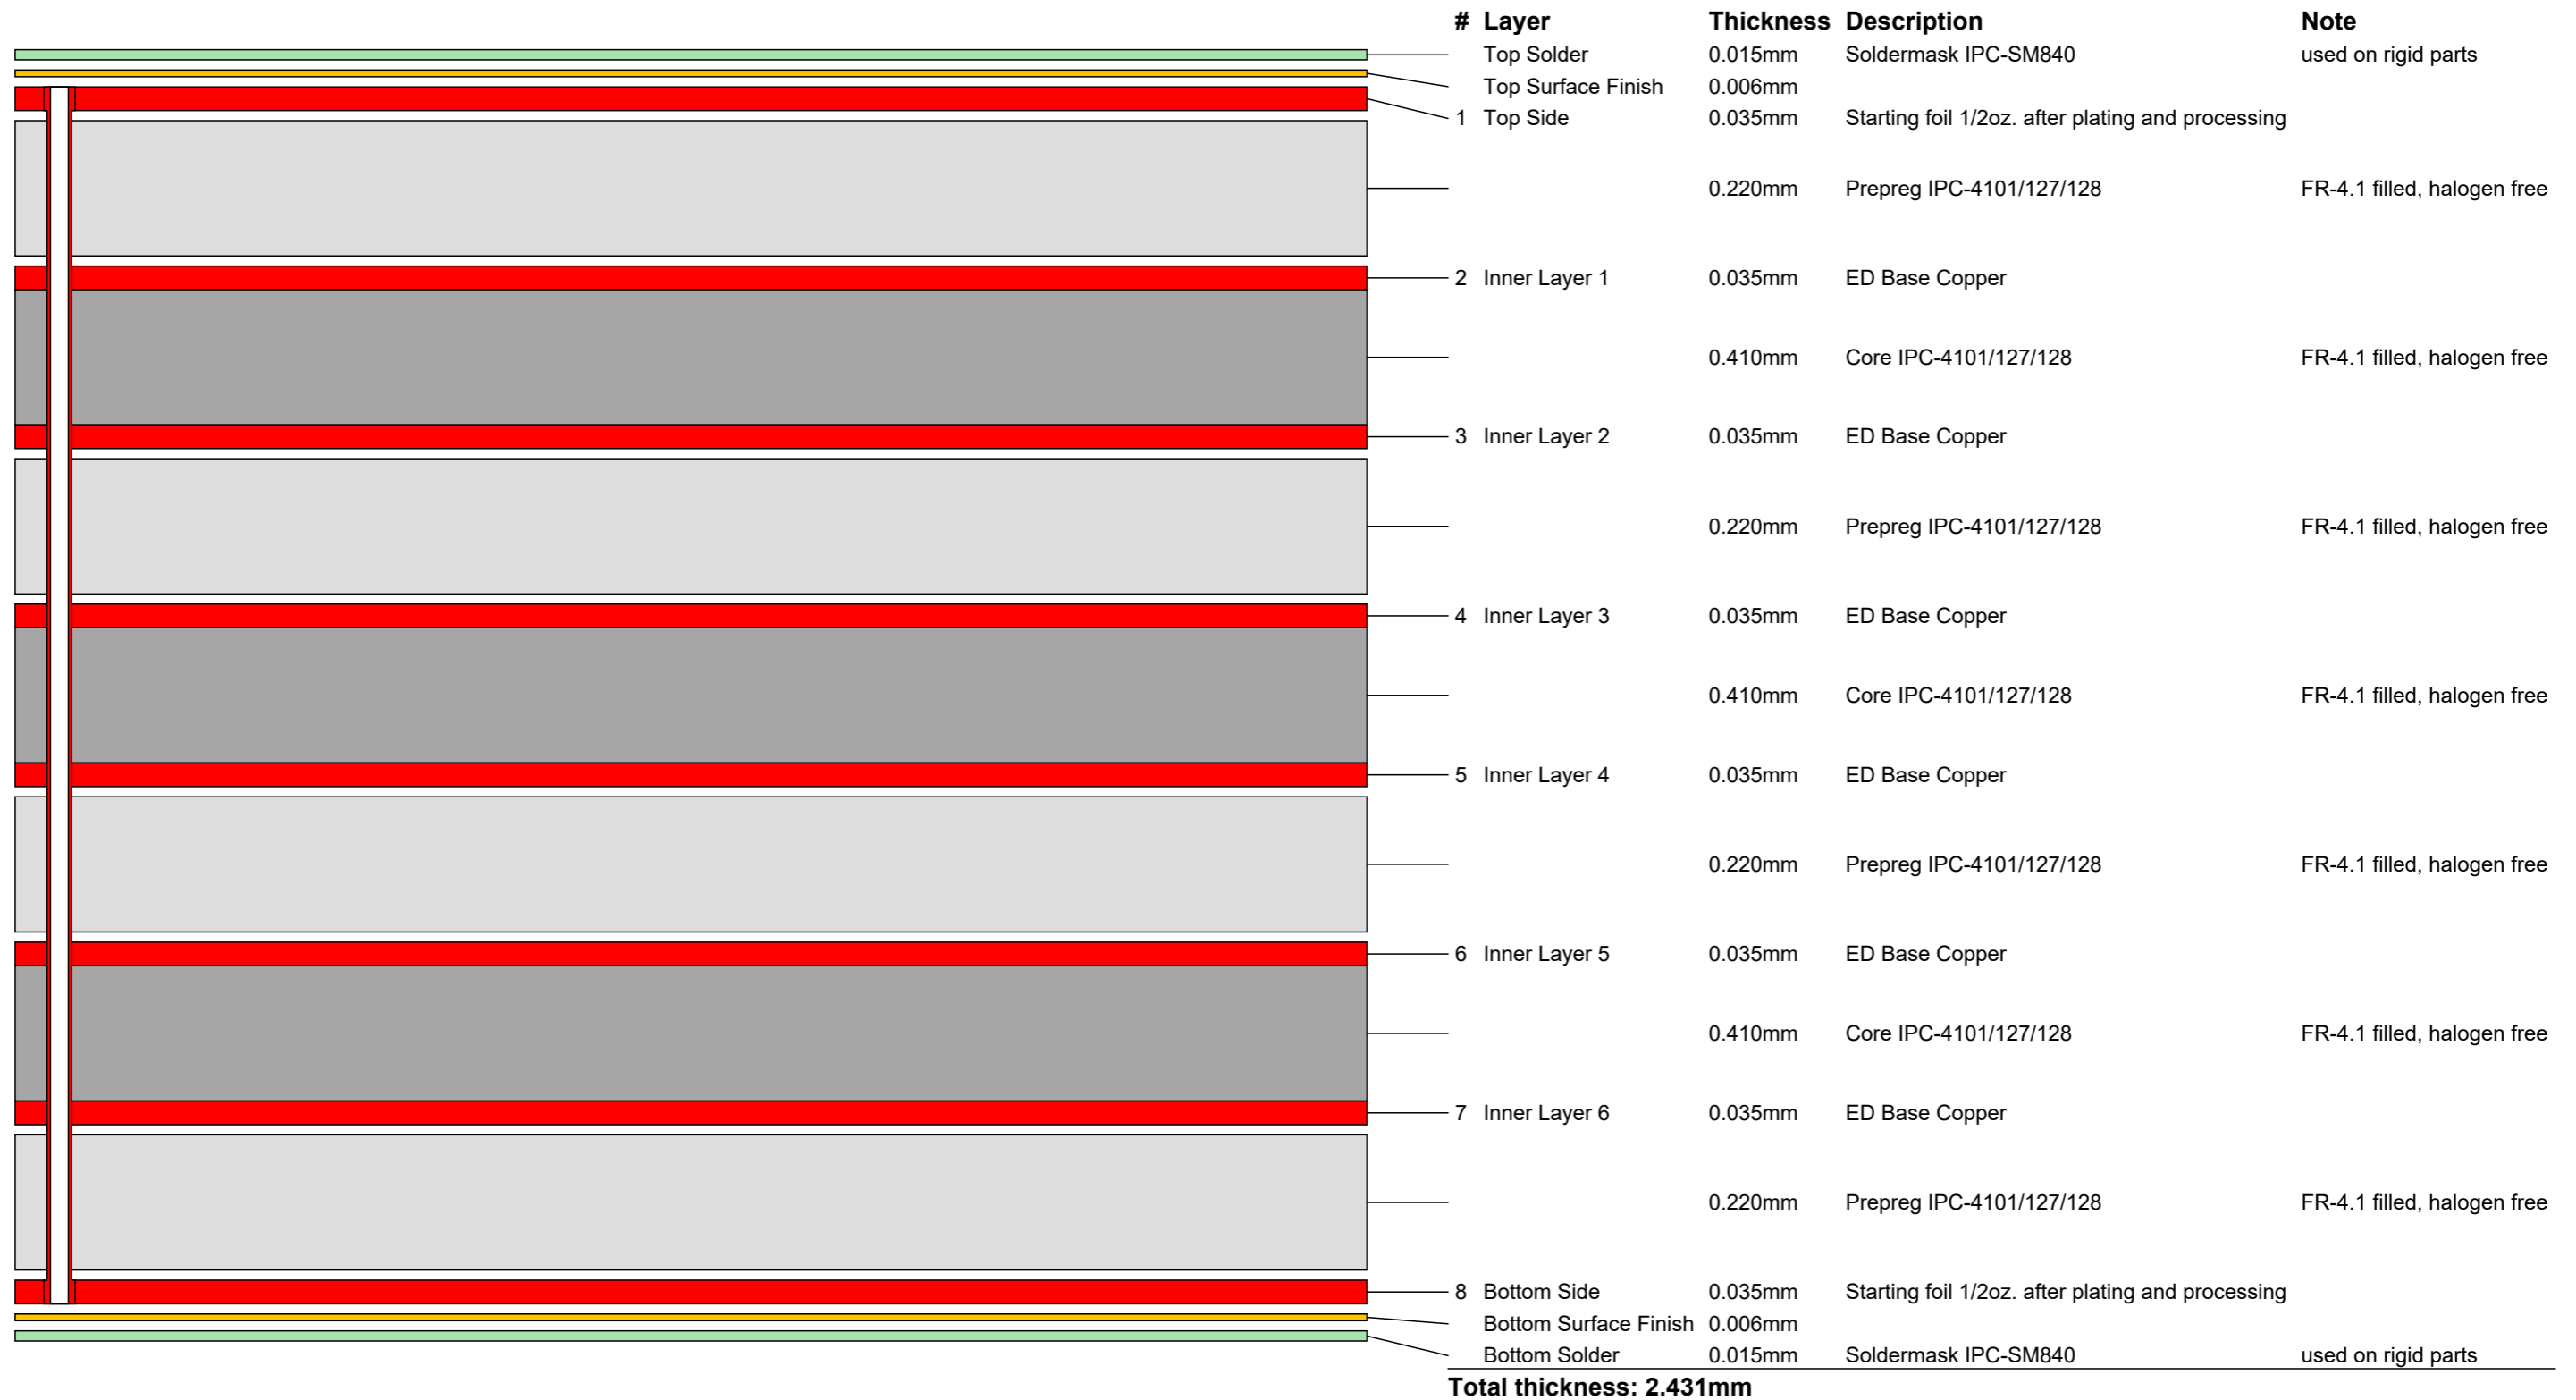 # Layer Thickness Description Note
Top Solder 0.015mm Soldermask IPC-SM840 used on rigid parts
Top Surface Finish 0.006mm
1 Top Side 0.035mm Starting foil 1/2oz. after plating and processing
0.220mm Prepreg IPC-4101/127/128 FR-4.1 filled, halogen free
2 Inner Layer 1 0.035mm ED Base Copper
0.410mm Core IPC-4101/127/128 FR-4.1 filled, halogen free
3 Inner Layer 2 0.035mm ED Base Copper
0.220mm Prepreg IPC-4101/127/128 FR-4.1 filled, halogen free
4 Inner Layer 3 0.035mm ED Base Copper
0.410mm Core IPC-4101/127/128 FR-4.1 filled, halogen free
5 Inner Layer 4 0.035mm ED Base Copper
0.220mm Prepreg IPC-4101/127/128 FR-4.1 filled, halogen free
6 Inner Layer 5 0.035mm ED Base Copper
0.410mm Core IPC-4101/127/128 FR-4.1 filled, halogen free
7 Inner Layer 6 0.035mm ED Base Copper
0.220mm Prepreg IPC-4101/127/128 FR-4.1 filled, halogen free
8 Bottom Side 0.035mm Starting foil 1/2oz. after plating and processing
Bottom Surface Finish 0.006mm
Bottom Solder 0.015mm Soldermask IPC-SM840 used on rigid parts
Total thickness: 2.431mm